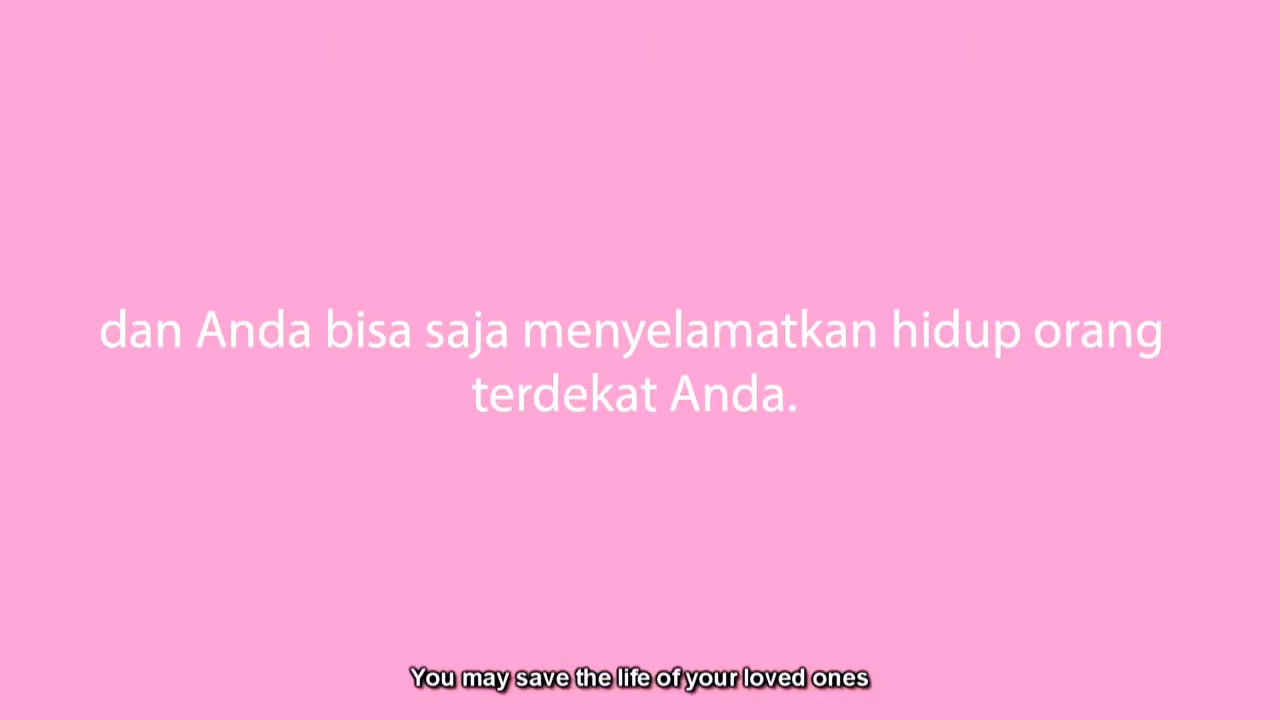 dan Anda bisa saja menyelamatkan hidup orang
terdekat Anda.
You may save the life of your loved ones